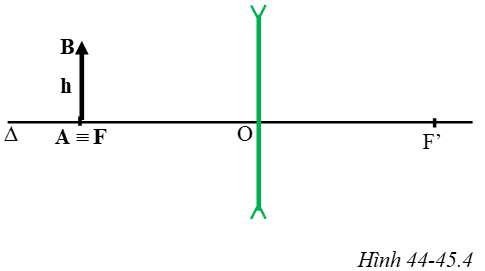 B
h
Δ A ≡ F O F’
Hình 44-45.4